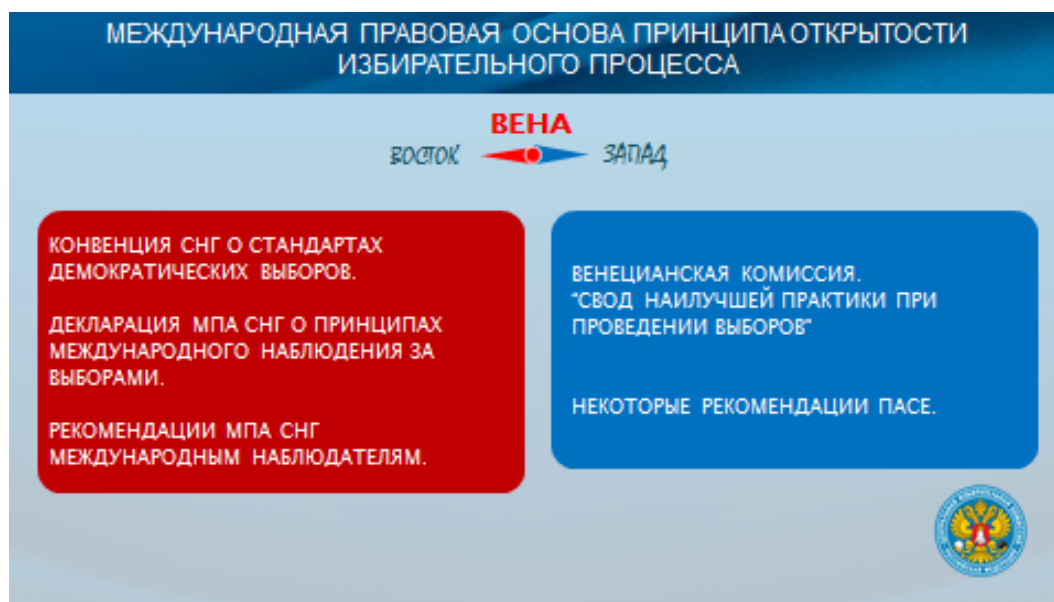 МЕЖДУНАРОДНАЯ ПРАВОВАЯ ОСНОВА ПРИНЦИПА ОТКРЫТОСТИ
ИЗБИРАТЕЛЬНОГО ПРОЦЕССА
ВЕНА
ВОСТОК
ЗАПАД
КОНВЕНЦИЯ СНГ О СТАНДАРТАХ
ДЕМОКРАТИЧЕСКИХ ВЫБОРОВ.
ДЕКЛАРАЦИЯ МПА СНГ О ПРИНЦИПАХ
МЕЖДУНАРОДНОГО НАБЛЮДЕНИЯ ЗА
ВЫБОРАМИ.
РЕКОМЕНДАЦИИ МПА СНГ
МЕЖДУНАРОДНЫМ НАБЛЮДАТЕЛЯМ.
ВЕНЕЦИАНСКАЯ КОМИССИЯ.
"СВОД НАИЛУЧШЕЙ ПРАКТИКИ ПРИ
ПРОВЕДЕНИИ ВЫБОРОВ"
НЕКОТОРЫЕ РЕКОМЕНДАЦИИ ПАСЕ.